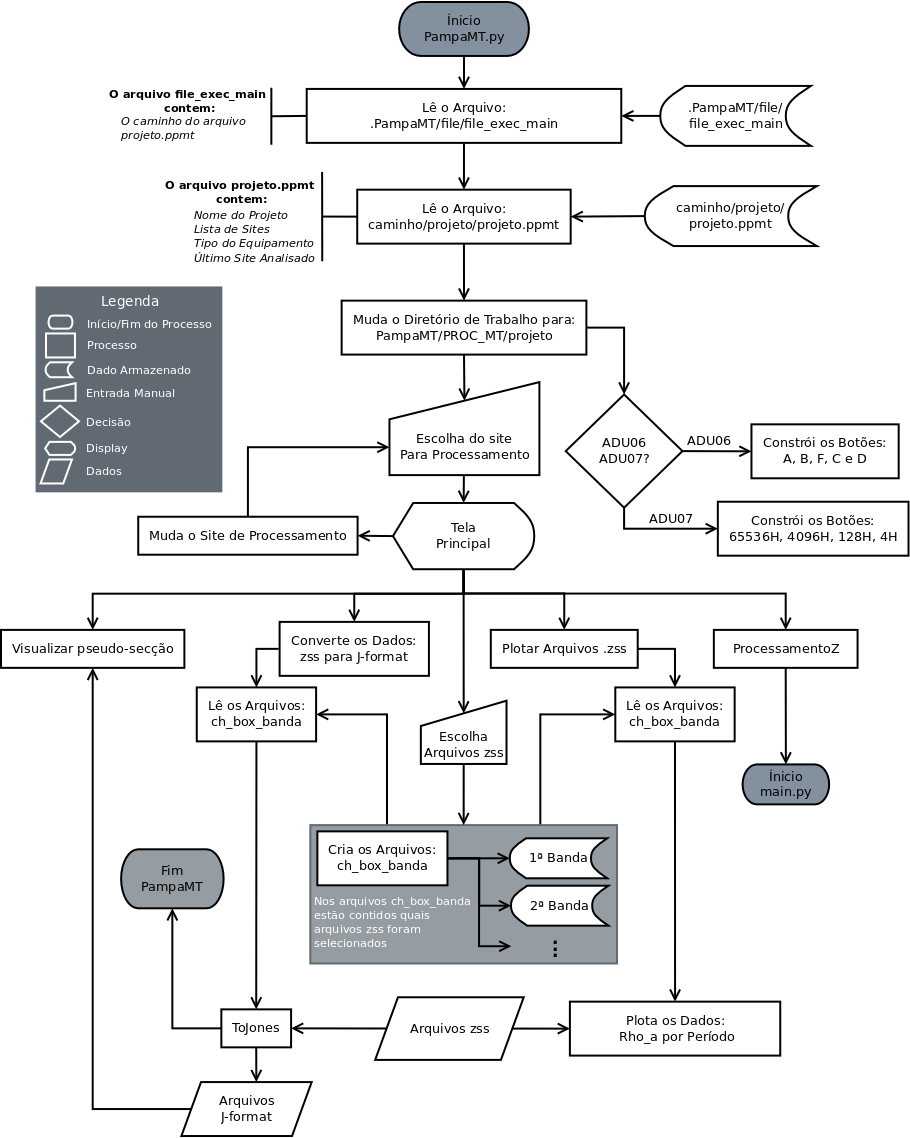 Ínicio
PampaMT.py
O arquivo file_exec_main
contem:
O caminho do arquivo
projeto.ppmt
Lê o Arquivo:
.PampaMT/file/file_exec_main
.PampaMT/file/
file_exec_main
O arquivo projeto.ppmt
contem:
Nome do Projeto
Lista de Sites
Tipo do Equipamento
Último Site Analisado
Lê o Arquivo:
caminho/projeto/projeto.ppmt
caminho/projeto/
projeto.ppmt
Legenda
Início/Fim do Processo
Processo
Dado Armazenado
Entrada Manual
Decisão
Display
Dados
Muda o Diretório de Trabalho para:
PampaMT/PROC_MT/projeto
Escolha do site
Para Processamento
ADU06
ADU07?
ADU06
Constrói os Botões:
A, B, F, C e D
ADU07
Constrói os Botões:
65536H, 4096H, 128H, 4H
Muda o Site de Processamento
Tela
Principal
Visualizar pseudo-secção
Converte os Dados:
zss para J-format
Plotar Arquivos .zss
ProcessamentoZ
Lê os Arquivos:
ch_box_banda
Escolha
Arquivos zss
Lê os Arquivos:
ch_box_banda
Ínicio
main.py
Cria os Arquivos:
ch_box_banda
1ª Banda
2ª Banda
⋮
Nos arquivos ch_box_banda
estão contidos quais
arquivos zss foram
selecionados
Fim
PampaMT
ToJones
Arquivos zss
Plota os Dados:
Rho_a por Período
Arquivos
J-format